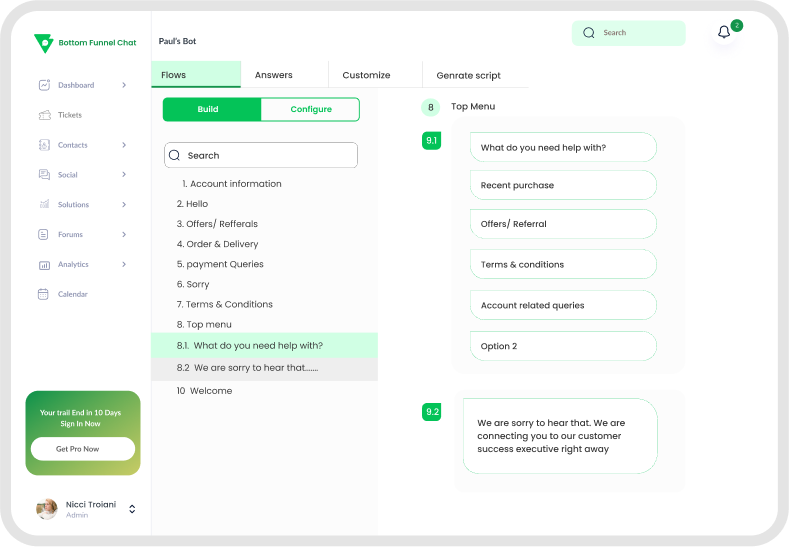 Bottom Funnel Chat
Paul's Bot
Search
2
Dashboard
Tickets
Contacts
Social
Solutions
Forums
Analytics
Calendar
Your trail End in 10 Days
Sign In Now
Get Pro Now
Nicci Troiani
Admin
Flows
Answers
Customize
Genrate script
Build
Configure
Search
1. Account information
2. Hello
3. Offers/ Refferals
4. Order & Delivery
5. payment Queries
6. Sorry
7. Terms & Conditions
8. Top menu
8.1. What do you need help with?
8.2 We are sorry to hear that......
10 Welcome
8 Top Menu
9.1
What do you need help with?
Recent purchase
Offers/ Referral
Terms & conditions
Account related queries
Option 2
9.2
We are sorry to hear that. We are
connecting you to our customer
success executive right away